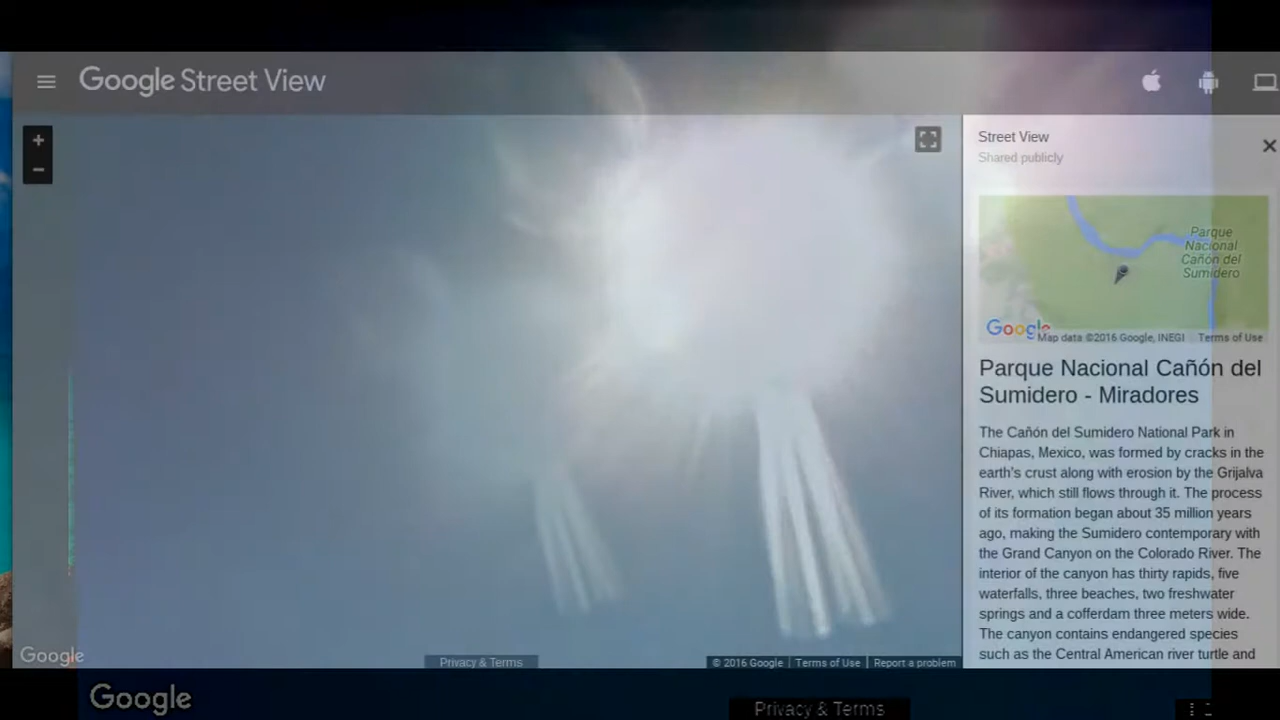 Google Street View
+
−
Street View
Shared publicly
Parque
Nacional
Cañón del
Sumidero
Google
Map data ©2016 Google, INEGI
Terms of Use
Parque Nacional Cañón del
Sumidero - Miradores
The Cañón del Sumidero National Park in
Chiapas, Mexico, was formed by cracks in the
earth's crust along with erosion by the Grijalva
River, which still flows through it. The process
of its formation began about 35 million years
ago, making the Sumidero contemporary with
the Grand Canyon on the Colorado River. The
interior of the canyon has thirty rapids, five
waterfalls, three beaches, two freshwater
springs and a cofferdam three meters wide.
The canyon contains endangered species
such as the Central American river turtle and
Google
Privacy & Terms
© 2016 Google
Terms of Use
Report a problem
Google
Privacy & Terms